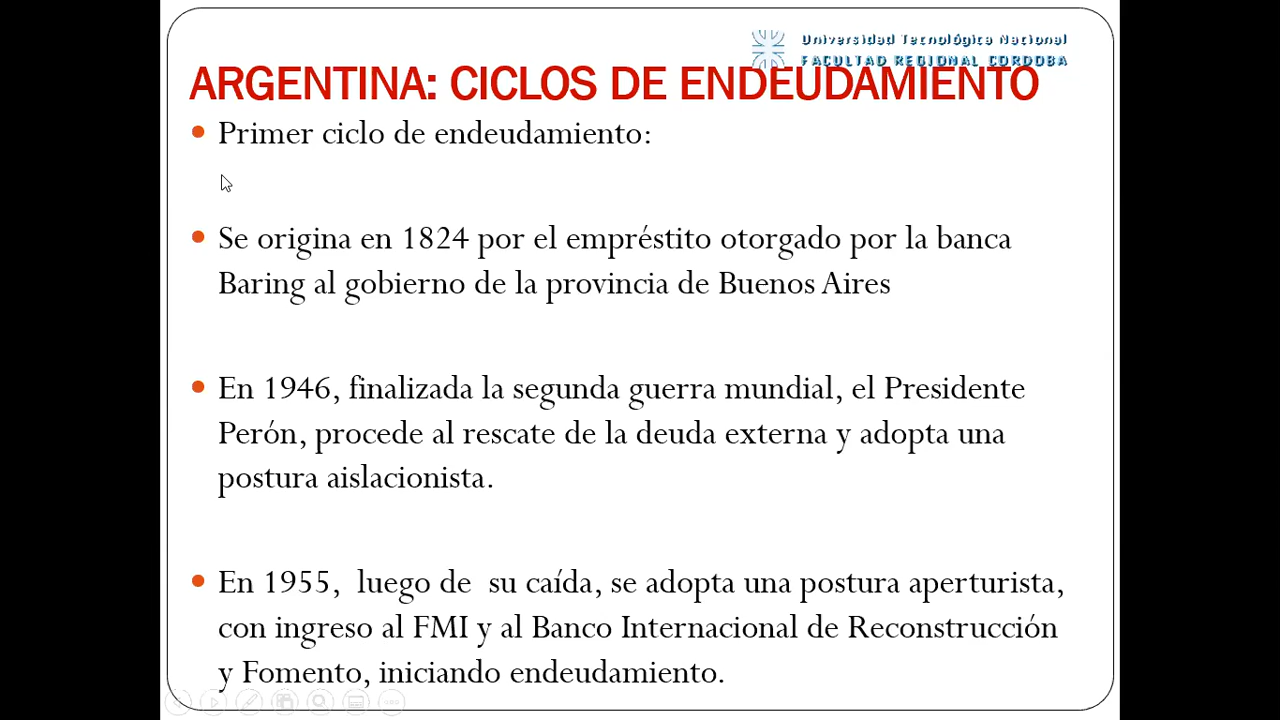 Universidad Tecnológica Nacional
FACULTAD REGIONAL CORDOBA
ARGENTINA: CICLOS DE ENDEUDAMIENTO
Primer ciclo de endeudamiento:
Se origina en 1824 por el empréstito otorgado por la banca
Baring al gobierno de la provincia de Buenos Aires
En 1946, finalizada la segunda guerra mundial, el Presidente
Perón, procede al rescate de la deuda externa y adopta una
postura aislacionista.
En 1955, luego de su caída, se adopta una postura aperturista,
con ingreso al FMI y al Banco Internacional de Reconstrucción
y Fomento, iniciando endeudamiento.